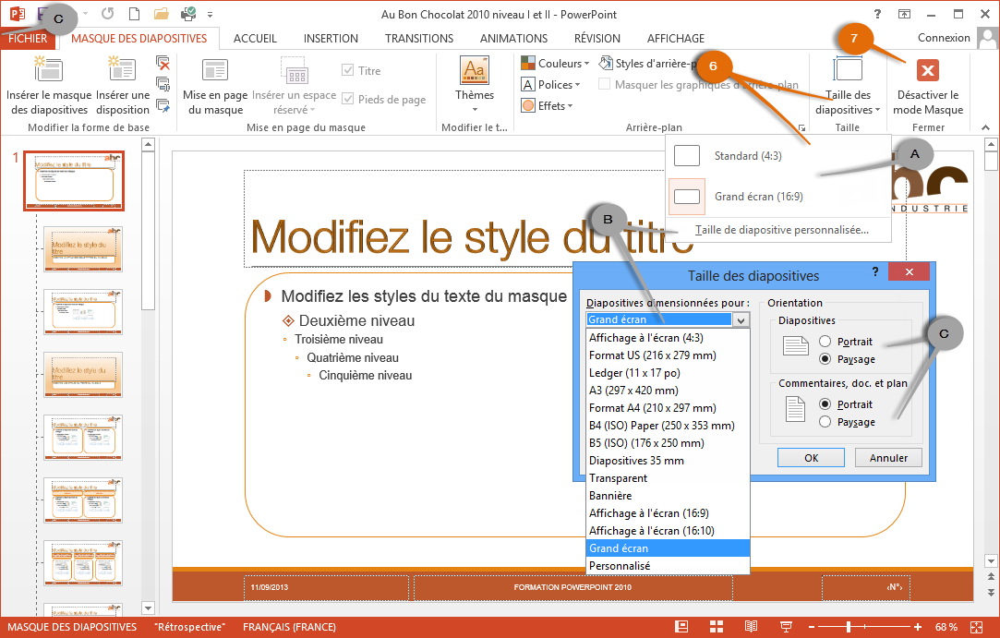 Au Bon Chocolat 2010 niveau I et II - PowerPoint
C
7
FICHIER
MASQUE DES DIAPOSITIVES
ACCUEIL
INSERTION
TRANSITIONS
ANIMATIONS
RÉVISION
AFFICHAGE
Connexion
Insérer le masque des diapositives
Insérer une disposition
Modifier la forme de base
Mise en page du masque
Insérer un espace réservé
Titre
Pieds de page
Mise en page du masque
Aa
Thèmes
Modifier le t...
Couleurs
A Polices
Effets
Styles d'arrière-p
6
Masquer les graphiques d'arrière-plan
Arrière-plan
Taille des diapositives
Taille
Désactiver le mode Masque
Fermer
Standard (4:3)
A
Grand écran (16:9)
Taille de diapositive personnalisée...
B
1
Modifiez le style du titre
Modifiez les styles du texte du masque
Deuxième niveau
Troisième niveau
Quatrième niveau
Cinquième niveau
Taille des diapositives
?
Diapositives dimensionnées pour :
Grand écran
Affichage à l'écran (4:3)
Format US (216 x 279 mm)
Ledger (11 x 17 po)
A3 (297 x 420 mm)
Format A4 (210 x 297 mm)
B4 (ISO) Paper (250 x 353 mm)
B5 (ISO) (176 x 250 mm)
Diapositives 35 mm
Transparent
Bannière
Affichage à l'écran (16:9)
Affichage à l'écran (16:10)
Grand écran
Personnalisé
Orientation
Diapositives
Portrait
Paysage
C
Commentaires, doc. et plan
Portrait
Paysage
OK
Annuler
11/09/2013
FORMATION POWERPOINT 2010
‹N°›
MASQUE DES DIAPOSITIVES
"Rétrospective"
FRANÇAIS (FRANCE)
68 %